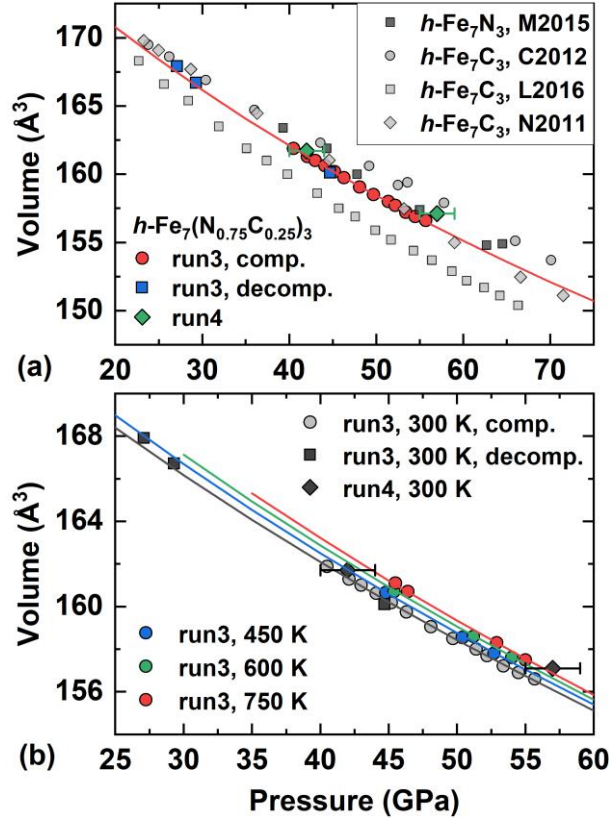 170
165
160
155
150
Volume (Å³)
h-Fe₇N₃, M2015
h-Fe₇C₃, C2012
h-Fe₇C₃, L2016
h-Fe₇C₃, N2011
h-Fe₇(N₀.₇₅C₀.₂₅)₃
run3, comp.
run3, decomp.
run4
20 30 40 50 60 70
(a)
168
164
160
156
Volume (Å³)
run3, 300 K, comp.
run3, 300 K, decomp.
run4, 300 K
run3, 450 K
run3, 600 K
run3, 750 K
(b)
25 30 35 40 45 50 55 60
Pressure (GPa)